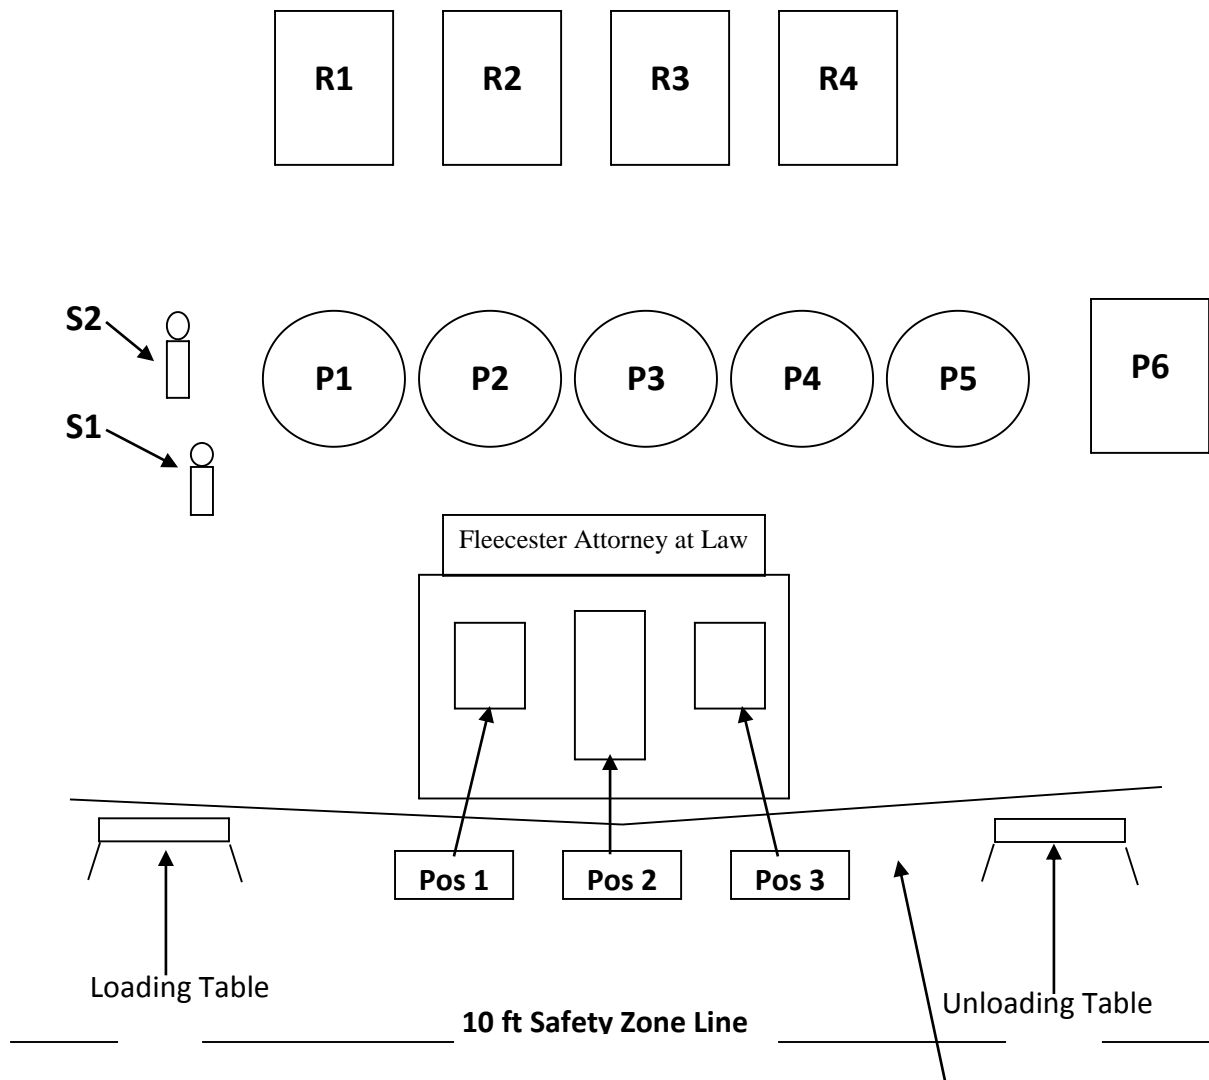 R1 R2 R3 R4
S2
P1 P2 P3 P4 P5 P6
S1
Fleecester Attorney at Law
Pos 1 Pos 2 Pos 3
Loading Table
Unloading Table
10 ft Safety Zone Line